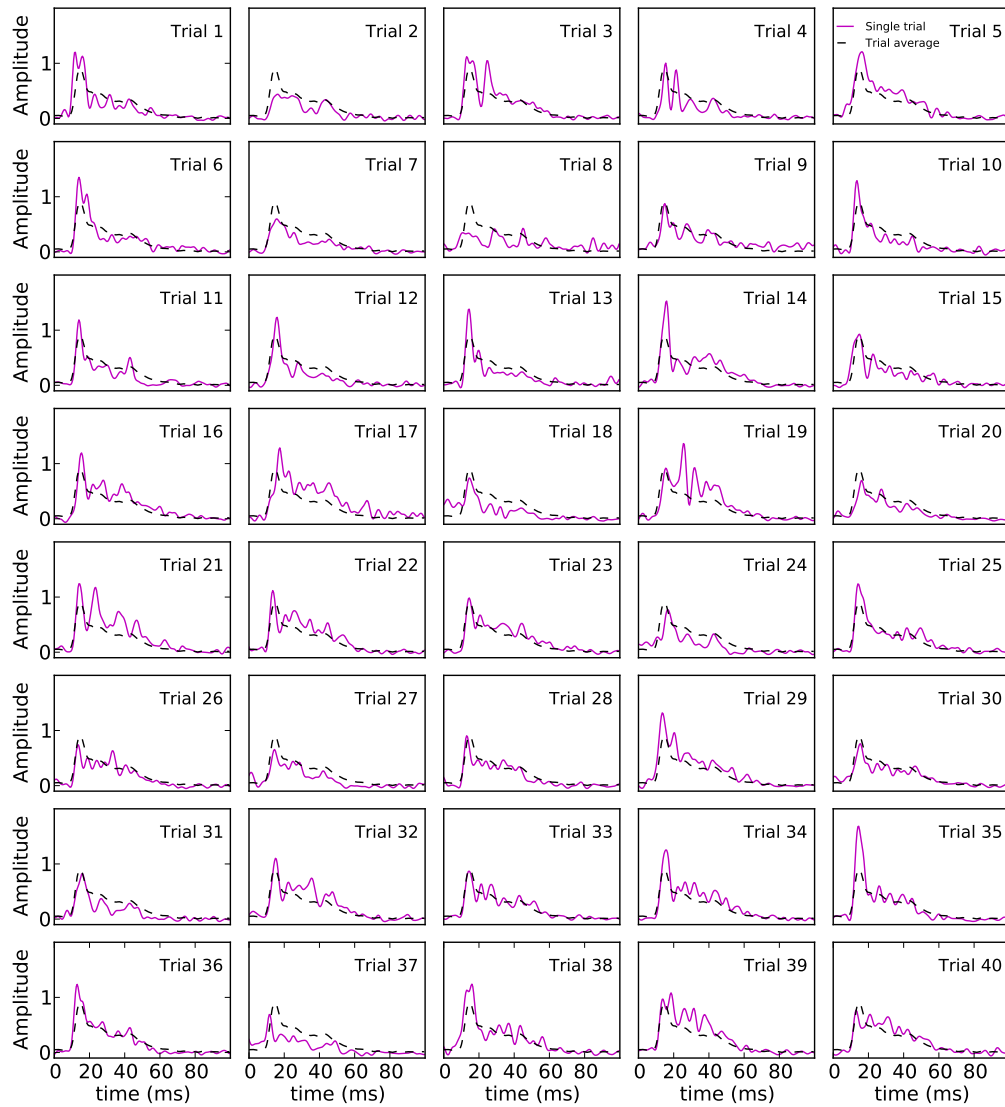 Amplitude
1
0
Trial 1
Trial 2
Trial 3
Trial 4
Single trial
Trial average
Trial 5
Amplitude
1
0
Trial 6
Trial 7
Trial 8
Trial 9
Trial 10
Amplitude
1
0
Trial 11
Trial 12
Trial 13
Trial 14
Trial 15
Amplitude
1
0
Trial 16
Trial 17
Trial 18
Trial 19
Trial 20
Amplitude
1
0
Trial 21
Trial 22
Trial 23
Trial 24
Trial 25
Amplitude
1
0
Trial 26
Trial 27
Trial 28
Trial 29
Trial 30
Amplitude
1
0
Trial 31
Trial 32
Trial 33
Trial 34
Trial 35
Amplitude
1
0
Trial 36
Trial 37
Trial 38
Trial 39
Trial 40
0 20 40 60 80
0 20 40 60 80
0 20 40 60 80
0 20 40 60 80
0 20 40 60 80
time (ms)
time (ms)
time (ms)
time (ms)
time (ms)